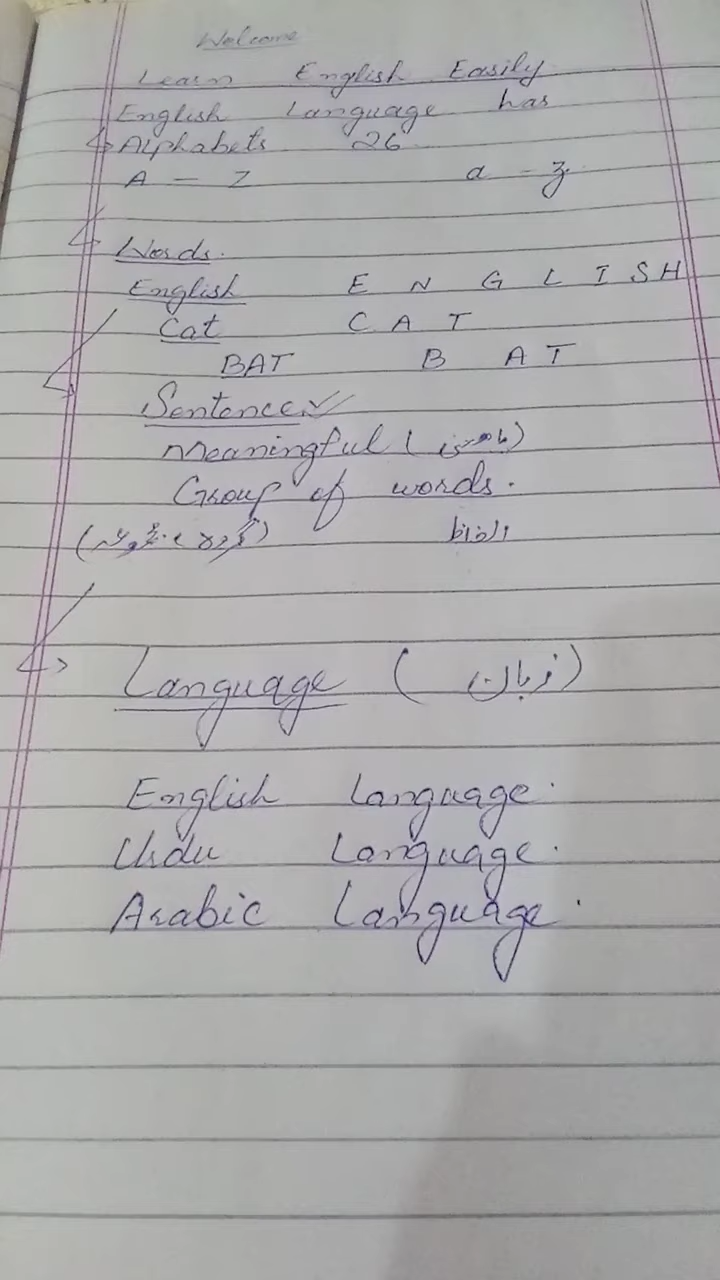 Welcome
Learn English Easily
English Language has
Alphabets 26
A - Z a - z
Words.
English E N G L I S H
Cat C A T
BAT B A T
Sentence
Meaningful (بامعنی)
Group of words.
(گروہ، مجموعہ) الفاظ
Language (زبان)
English Language.
Urdu Language.
Arabic Language.